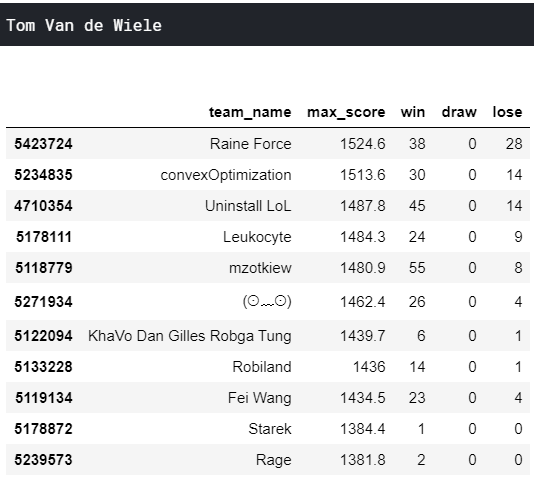 Tom Van de Wiele
team_name max_score win draw lose
5423724 Raine Force 1524.6 38 0 28
5234835 convexOptimization 1513.6 30 0 14
4710354 Uninstall LoL 1487.8 45 0 14
5178111 Leukocyte 1484.3 24 0 9
5118779 mzotkiew 1480.9 55 0 8
5271934 (ʘ﹏ʘ) 1462.4 26 0 4
5122094 KhaVo Dan Gilles Robga Tung 1439.7 6 0 1
5133228 Robiland 1436 14 0 1
5119134 Fei Wang 1434.5 23 0 4
5178872 Starek 1384.4 1 0 0
5239573 Rage 1381.8 2 0 0